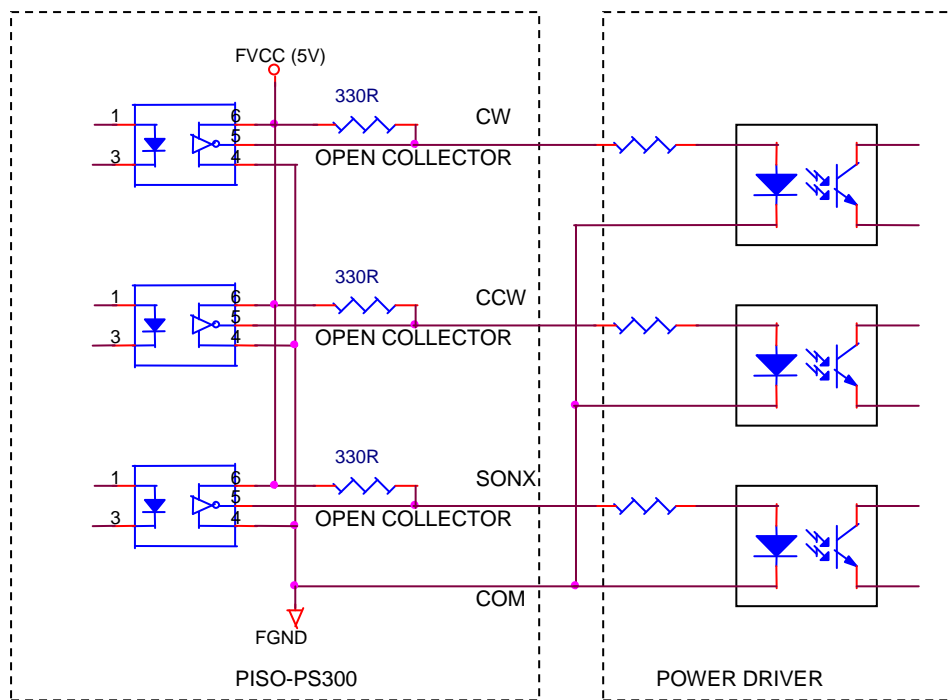 FVCC (5V)
330R
CW
1
6
5
3
4
OPEN COLLECTOR
330R
CCW
1
6
5
3
4
OPEN COLLECTOR
330R
SONX
1
6
5
3
4
OPEN COLLECTOR
COM
FGND
PISO-PS300
POWER DRIVER